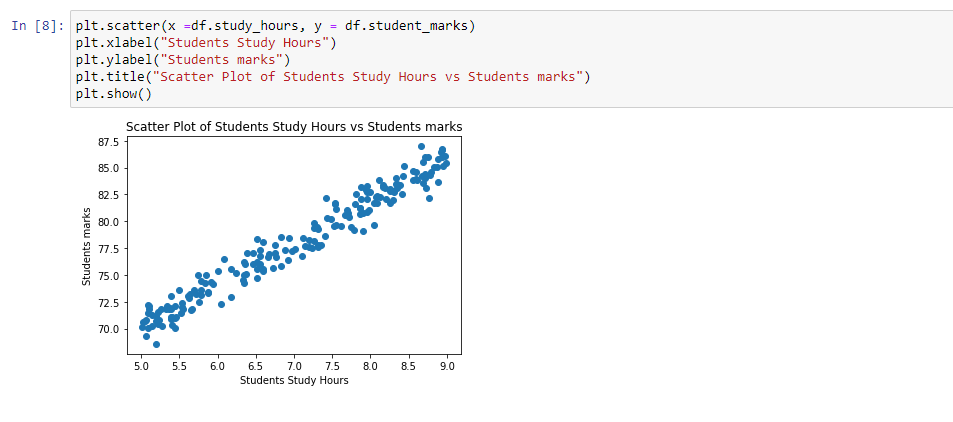 In [8]: plt.scatter(x =df.study_hours, y = df.student_marks)
plt.xlabel("Students Study Hours")
plt.ylabel("Students marks")
plt.title("Scatter Plot of Students Study Hours vs Students marks")
plt.show()
Scatter Plot of Students Study Hours vs Students marks
87.5
85.0
82.5
80.0
77.5
75.0
72.5
70.0
Students marks
5.0 5.5 6.0 6.5 7.0 7.5 8.0 8.5 9.0
Students Study Hours